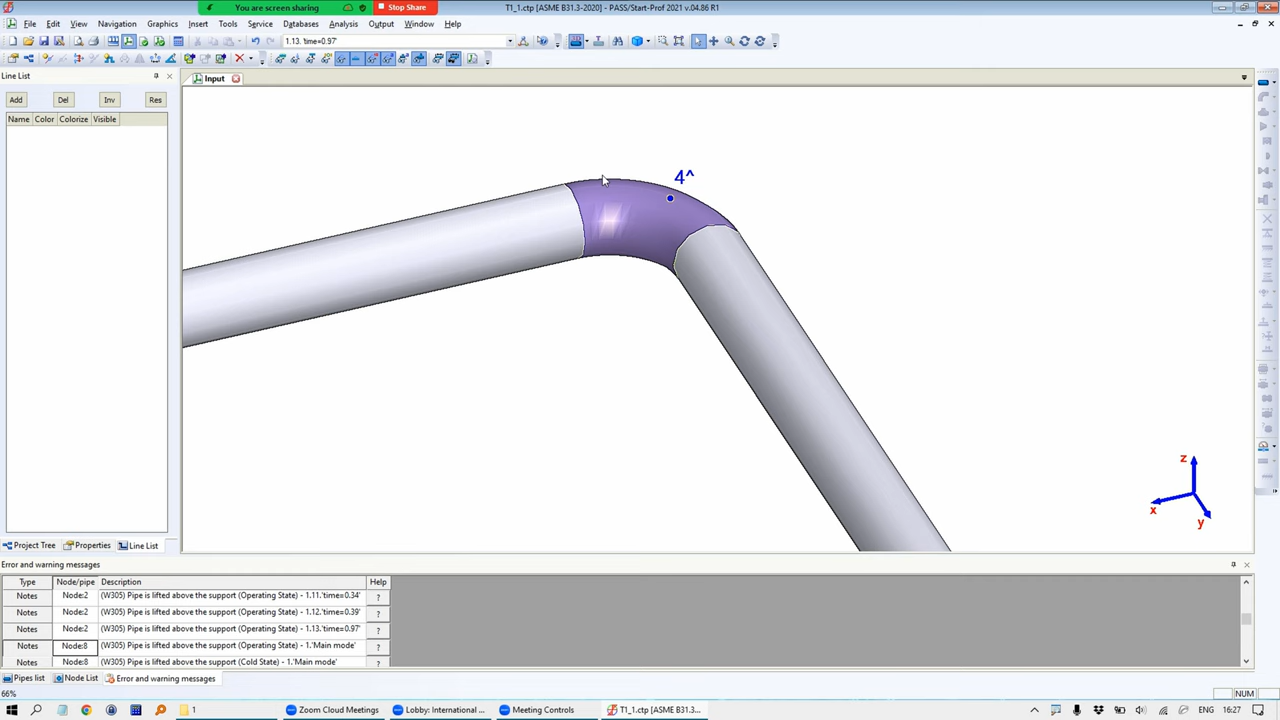 You are screen sharing
Stop Share
T1_1.ctp [ASME B31.3-2020] - PASS/Start-Prof 2021 v.04.86 R1
File Edit View Navigation Graphics Insert Tools Service Databases Analysis Output Window Help
1.13. 'time=0.97'
Line List
Input
Add Del Inv Res
Name Color Colorize Visible
4^
z
x
y
Project Tree Properties Line List
Error and warning messages
Type Node/pipe Description Help
Notes Node:2 (W305) Pipe is lifted above the support (Operating State) - 1.11.'time=0.34' ?
Notes Node:2 (W305) Pipe is lifted above the support (Operating State) - 1.12.'time=0.39' ?
Notes Node:2 (W305) Pipe is lifted above the support (Operating State) - 1.13.'time=0.97' ?
Notes Node:8 (W305) Pipe is lifted above the support (Operating State) - 1.'Main mode' ?
Notes Node:8 (W305) Pipe is lifted above the support (Cold State) - 1.'Main mode' ?
Pipes list Node List Error and warning messages
66% NUM
1 Zoom Cloud Meetings Lobby: International ... Meeting Controls T1_1.ctp [ASME B31.3... ENG 16:27